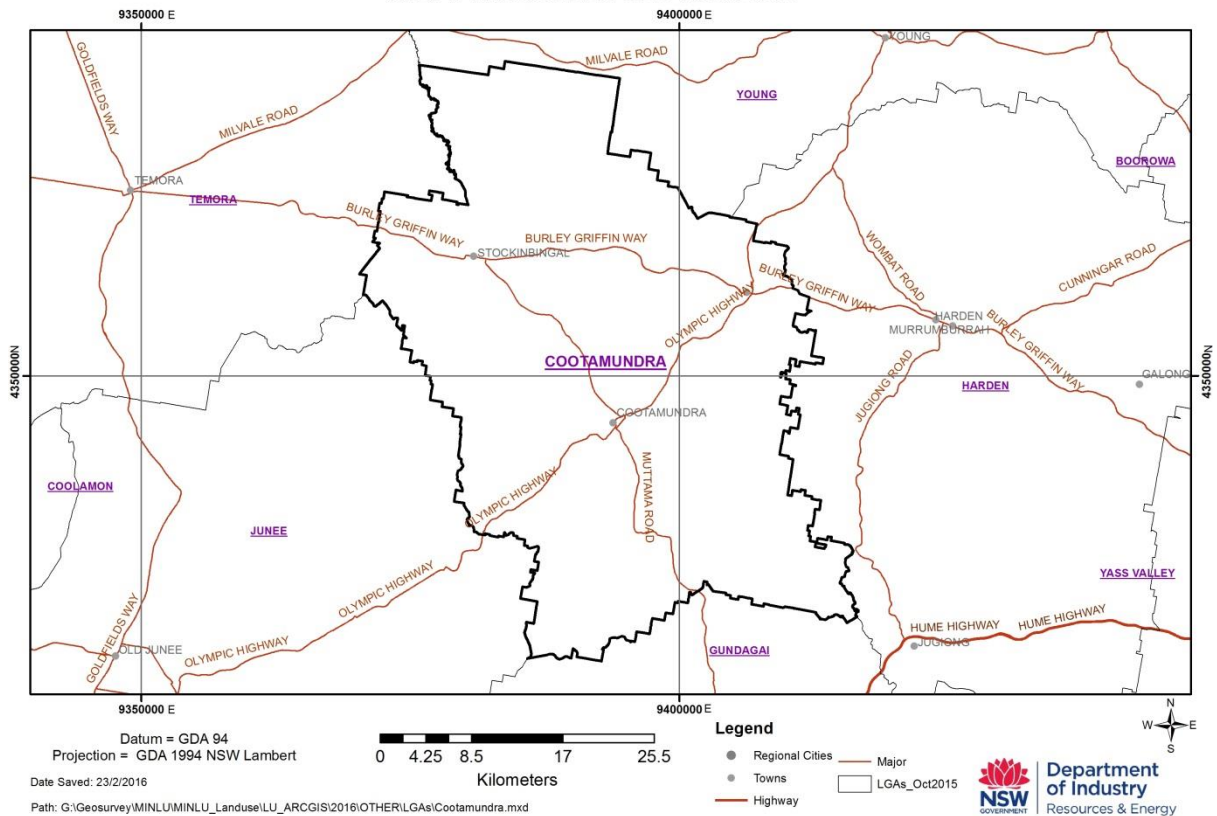 9350000 E
9400000 E
GOLDFIELDS WAY
MILVALE ROAD
YOUNG
MILVALE ROAD
YOUNG
BOOROWA
TEMORA
TEMORA
BURLEY GRIFFIN WAY
STOCKINBINGAL
BURLEY GRIFFIN WAY
BURLEY GRIFFIN WAY
WOMBAT ROAD
CUNNINGAR ROAD
OLYMPIC HIGHWAY
HARDEN
MURRUMBURRAH
BURLEY GRIFFIN WAY
4350000N
COOTAMUNDRA
JUGIONG ROAD
HARDEN
GALONG
4350000N
COOTAMUNDRA
MUTTAMA ROAD
OLYMPIC HIGHWAY
COOLAMON
JUNEE
OLYMPIC HIGHWAY
YASS VALLEY
GOLDFIELDS WAY
OLD JUNEE
OLYMPIC HIGHWAY
GUNDAGAI
HUME HIGHWAY
HUME HIGHWAY
JUGIONG
9350000 E
9400000 E
Datum = GDA 94
Projection = GDA 1994 NSW Lambert
Date Saved: 23/2/2016
Path: G:\Geosurvey\MINLU\MINLU_Landuse\LU_ARCGIS\2016\OTHER\LGAs\Cootamundra.mxd
0 4.25 8.5 17 25.5
Kilometers
Legend
Regional Cities
Towns
Highway
Major
LGAs_Oct2015
N
W E
S
NSW
GOVERNMENT
Department
of Industry
Resources & Energy